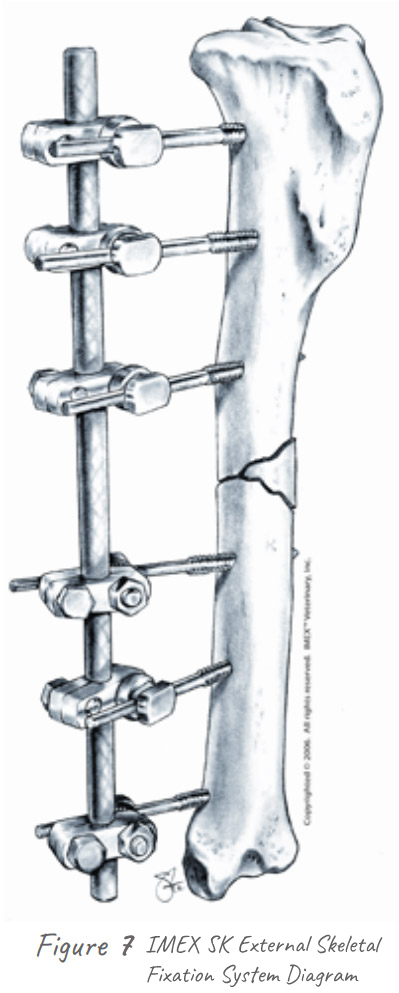 Copyrighted © 2006. All rights reserved. IMEX™ Veterinary, Inc.
Figure 7 IMEX SK External Skeletal
Fixation System Diagram